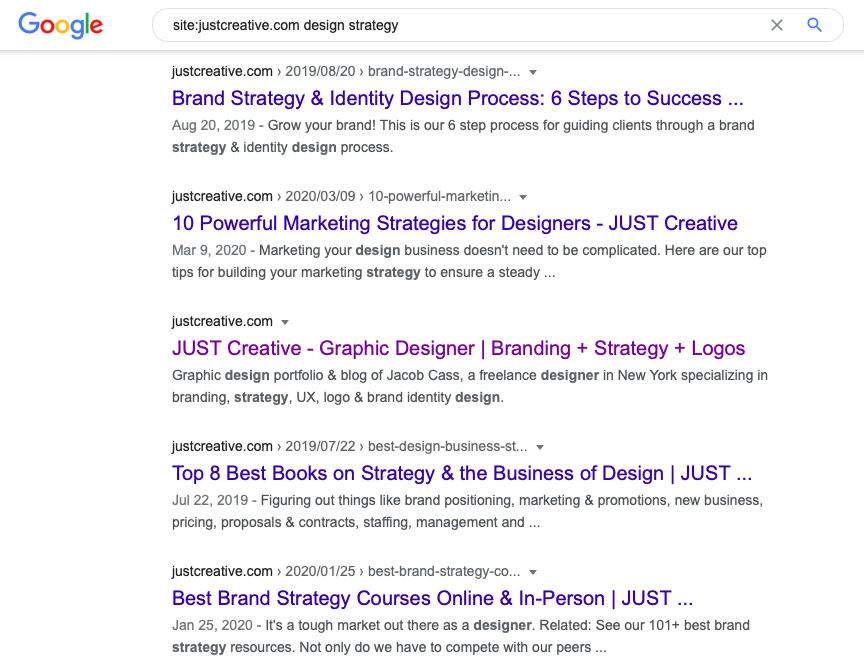 Google
site:justcreative.com design strategy
justcreative.com › 2019/08/20 › brand-strategy-design-...
Brand Strategy & Identity Design Process: 6 Steps to Success ...
Aug 20, 2019 - Grow your brand! This is our 6 step process for guiding clients through a brand
strategy & identity design process.
justcreative.com › 2020/03/09 › 10-powerful-marketin...
10 Powerful Marketing Strategies for Designers - JUST Creative
Mar 9, 2020 - Marketing your design business doesn't need to be complicated. Here are our top
tips for building your marketing strategy to ensure a steady ...
justcreative.com
JUST Creative - Graphic Designer | Branding + Strategy + Logos
Graphic design portfolio & blog of Jacob Cass, a freelance designer in New York specializing in
branding, strategy, UX, logo & brand identity design.
justcreative.com › 2019/07/22 › best-design-business-st...
Top 8 Best Books on Strategy & the Business of Design | JUST ...
Jul 22, 2019 - Figuring out things like brand positioning, marketing & promotions, new business,
pricing, proposals & contracts, staffing, management and ...
justcreative.com › 2020/01/25 › best-brand-strategy-co...
Best Brand Strategy Courses Online & In-Person | JUST ...
Jan 25, 2020 - It's a tough market out there as a designer. Related: See our 101+ best brand
strategy resources. Not only do we have to compete with our peers ...